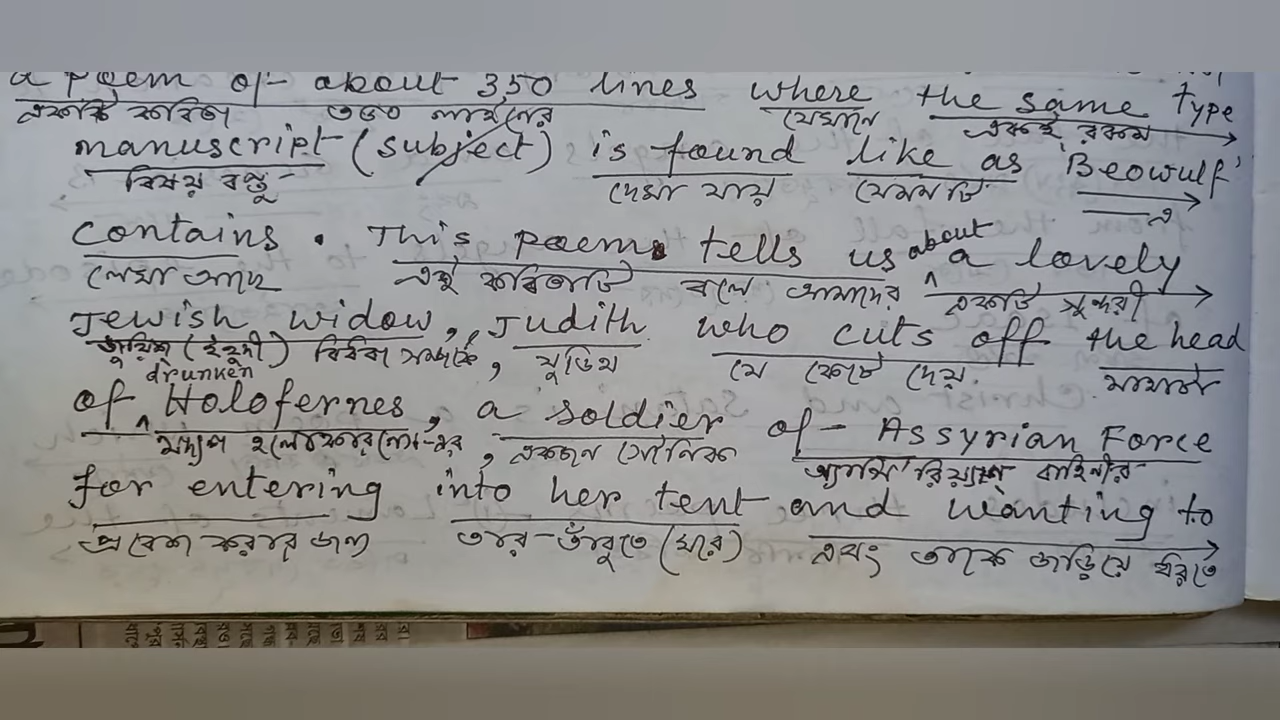 a poem of about 350 lines where the same type
একটি কবিতা ৩৫০ লাইনের যেখানে একই রকম
manuscript (subject) is found like as 'Beowulf'
বিষয় বস্তু দেখা যায় যেমনটি
contains. This poem tells us about a lovely
লেখা আছে এই কবিতাটি বলে আমাদের একটি সুন্দরী
Jewish widow, Judith who cuts off the head
জুয়িশ (ইহুদী) বিধবা সম্পর্কে, যুডিথ যে কেটে দেয় মাথাটা
of drunken Holofernes, a soldier of Assyrian Force
মদ্যপ হলোফারনেস-এর, একজন সৈনিক অ্যাসিরিয়ান বাহিনীর
for entering into her tent and wanting to
প্রবেশ করার জন্য তার তাঁবুতে (ঘরে) এবং তাকে জড়িয়ে ধরতে